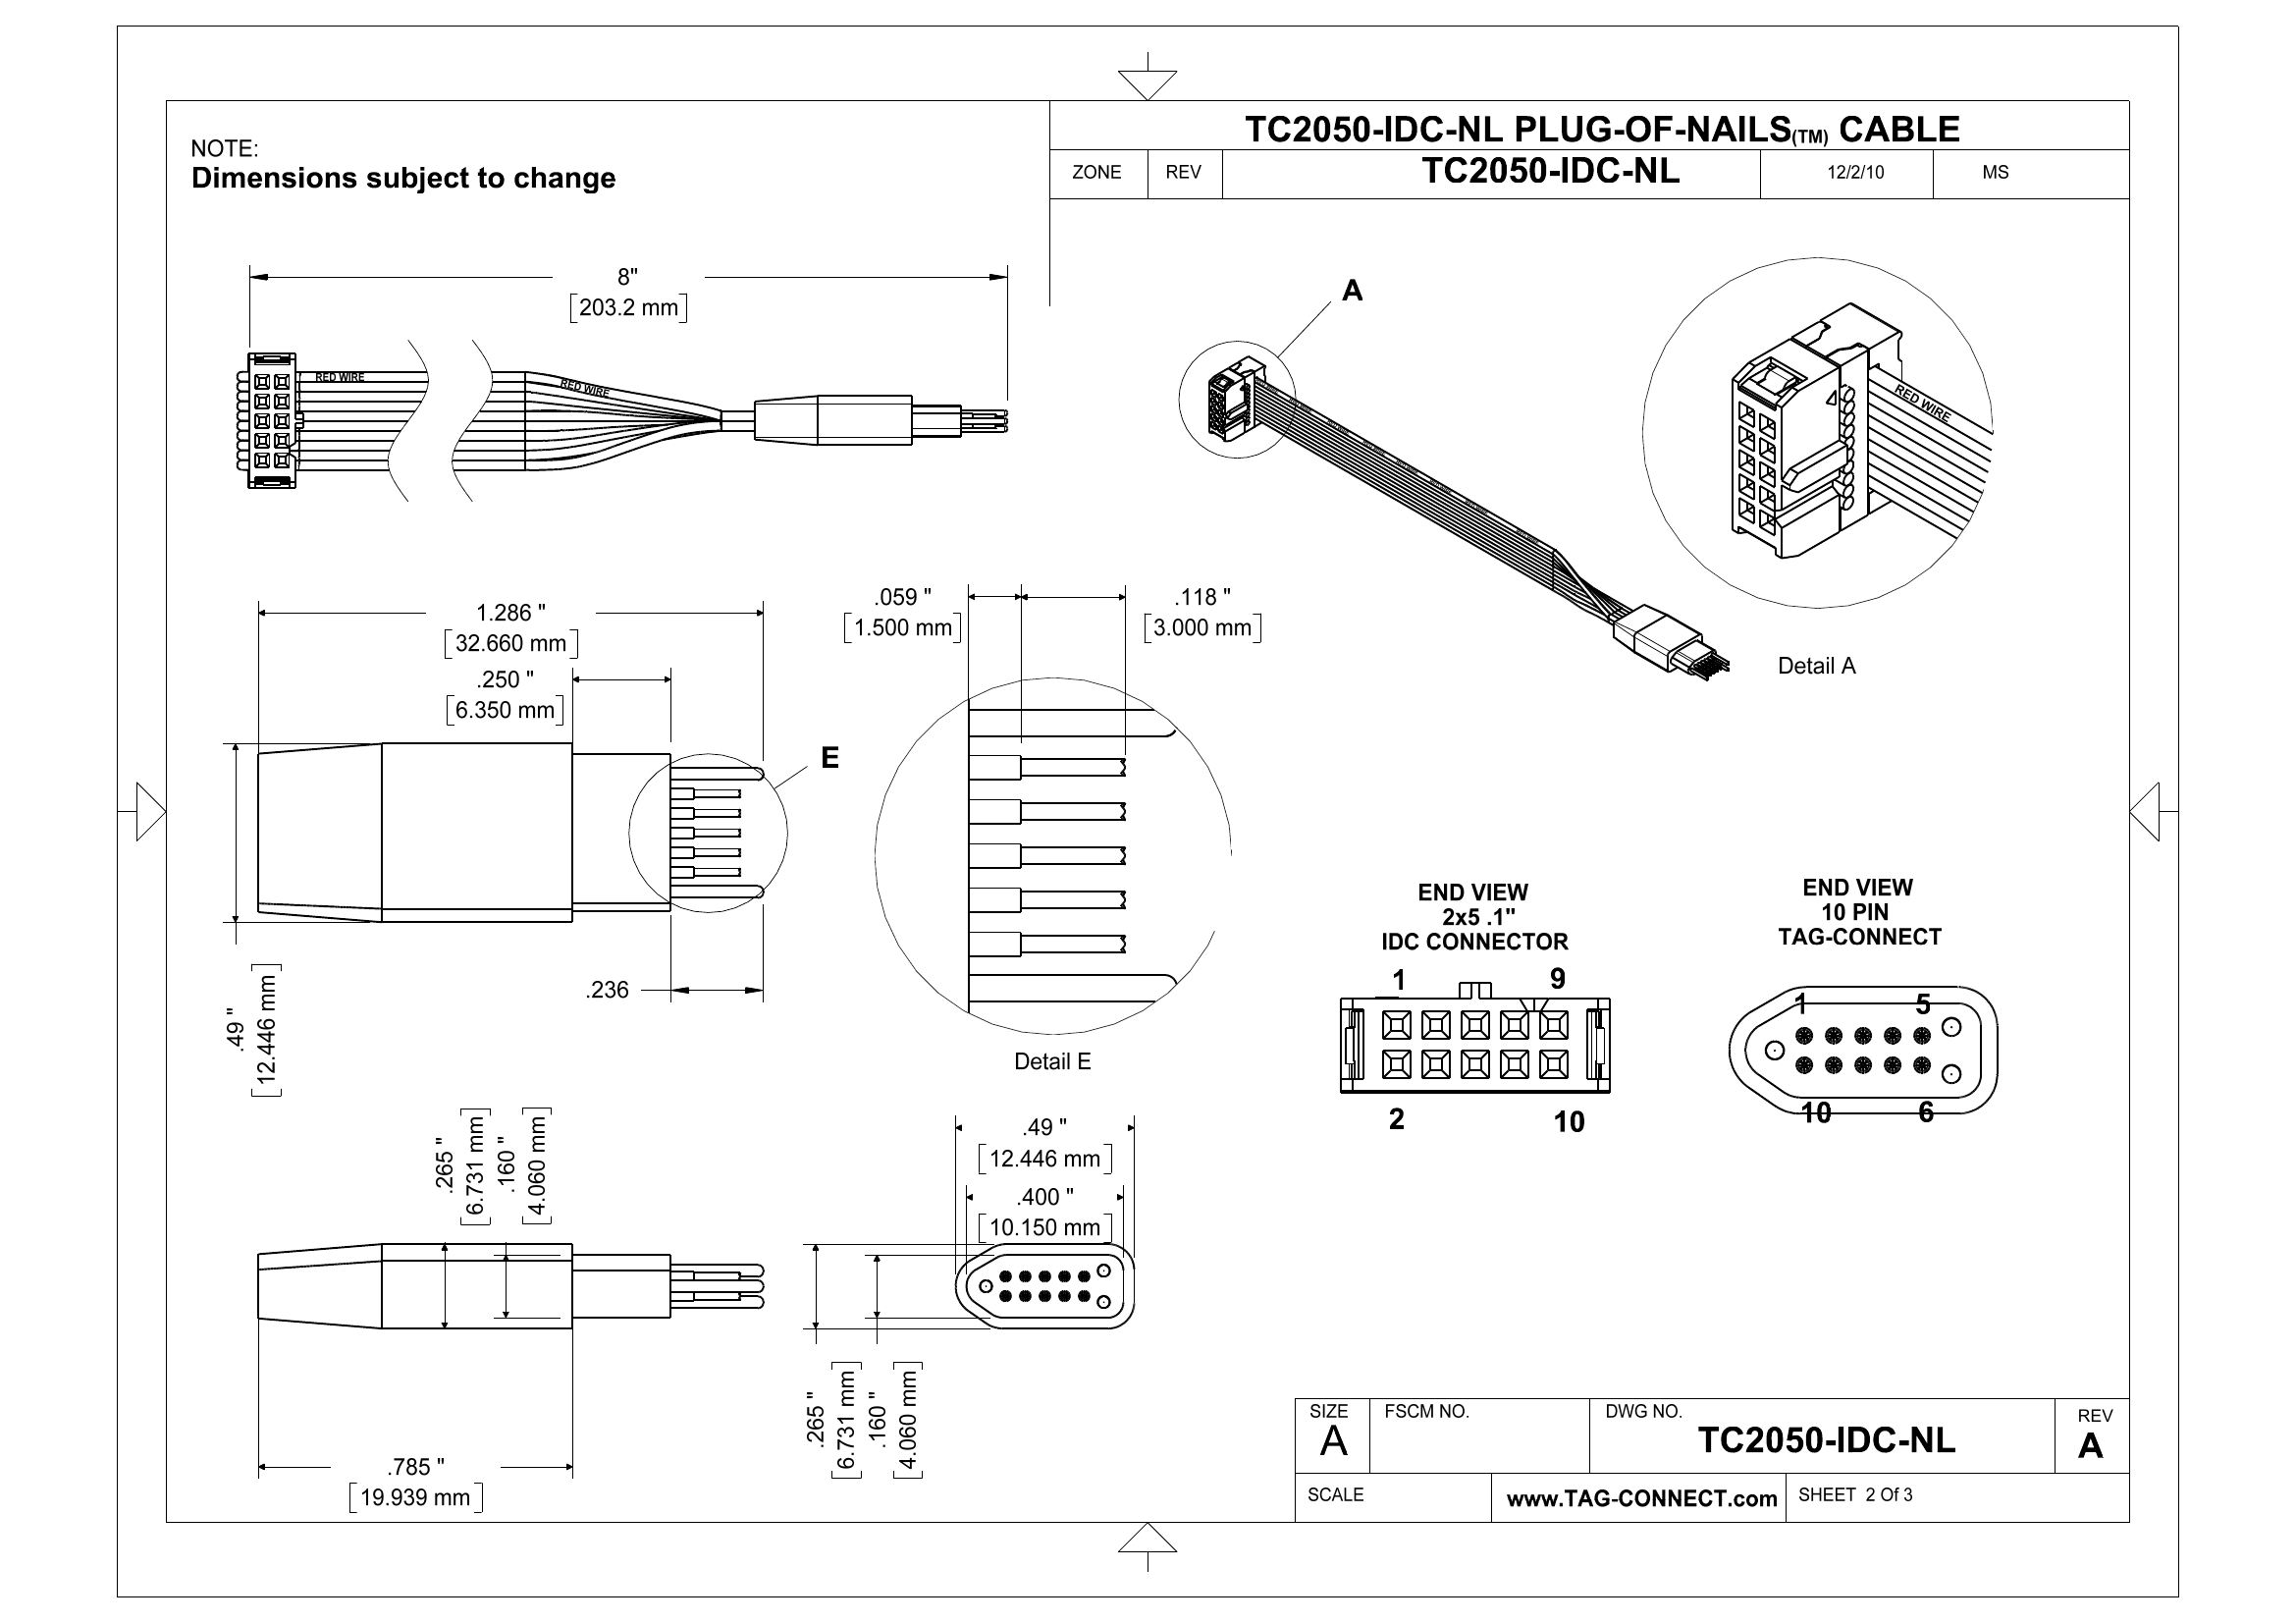 NOTE:
Dimensions subject to change
TC2050-IDC-NL PLUG-OF-NAILS(TM) CABLE
ZONE
REV
TC2050-IDC-NL
12/2/10
MS
8"
[203.2 mm]
RED WIRE
RED WIRE
A
RED WIRE
Detail A
1.286 "
[32.660 mm]
.250 "
[6.350 mm]
E
.059 "
[1.500 mm]
.118 "
[3.000 mm]
.236
.49 "
[12.446 mm]
Detail E
END VIEW
2x5 .1"
IDC CONNECTOR
1
9
2
10
END VIEW
10 PIN
TAG-CONNECT
1
5
10
6
.265 "
[6.731 mm]
.160 "
[4.060 mm]
.785 "
[19.939 mm]
.49 "
[12.446 mm]
.400 "
[10.150 mm]
.265 "
[6.731 mm]
.160 "
[4.060 mm]
SIZE
A
FSCM NO.
DWG NO.
TC2050-IDC-NL
REV
A
SCALE
www.TAG-CONNECT.com
SHEET 2 Of 3